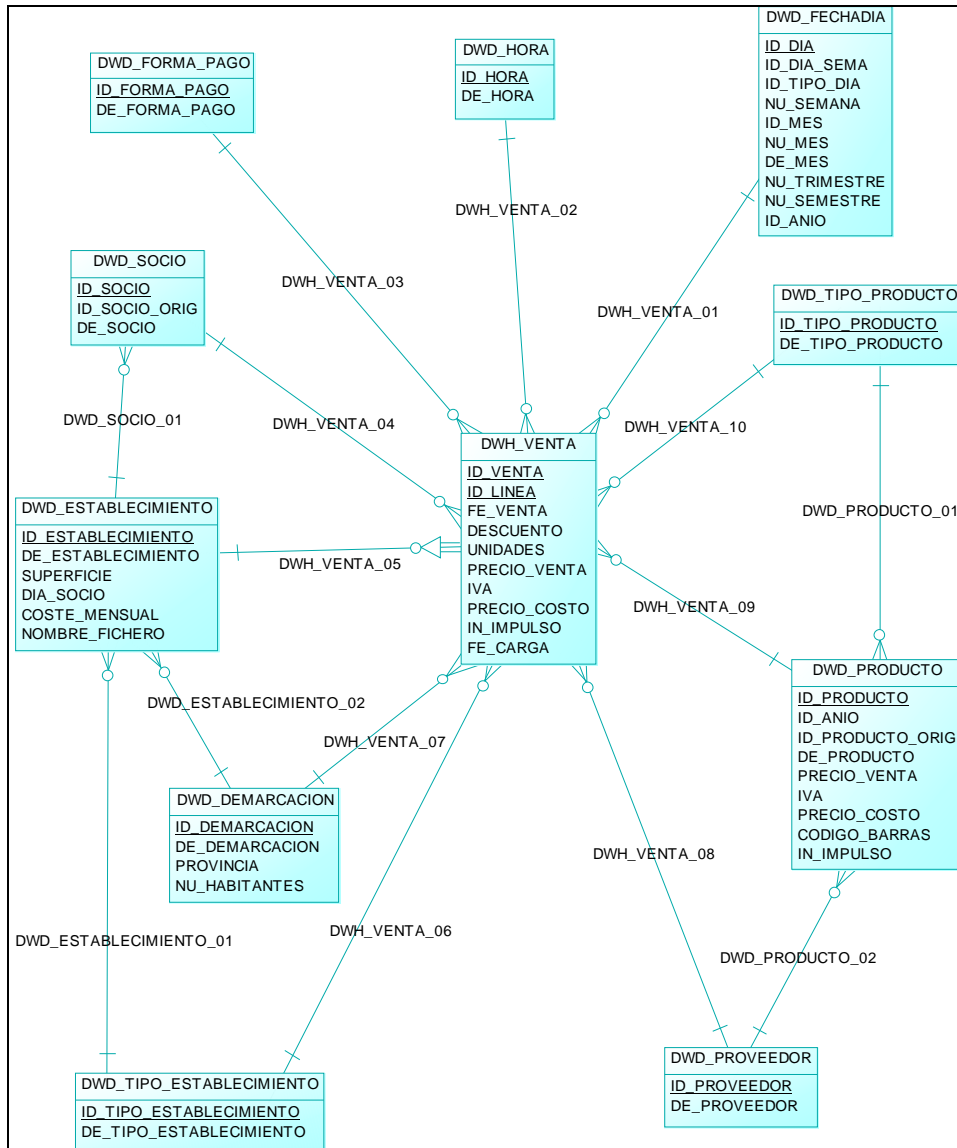 DWD_FECHADIA
ID_DIA
ID_DIA_SEMA
ID_TIPO_DIA
NU_SEMANA
ID_MES
NU_MES
DE_MES
NU_TRIMESTRE
NU_SEMESTRE
ID_ANIO
DWD_HORA
ID_HORA
DE_HORA
DWD_FORMA_PAGO
ID_FORMA_PAGO
DE_FORMA_PAGO
DWH_VENTA_02
DWD_SOCIO
ID_SOCIO
ID_SOCIO_ORIG
DE_SOCIO
DWH_VENTA_03
DWH_VENTA_01
DWD_TIPO_PRODUCTO
ID_TIPO_PRODUCTO
DE_TIPO_PRODUCTO
DWD_SOCIO_01
DWH_VENTA_04
DWH_VENTA_10
DWH_VENTA
ID_VENTA
ID_LINEA
FE_VENTA
DESCUENTO
UNIDADES
PRECIO_VENTA
IVA
PRECIO_COSTO
IN_IMPULSO
FE_CARGA
DWD_ESTABLECIMIENTO
ID_ESTABLECIMIENTO
DE_ESTABLECIMIENTO
SUPERFICIE
DIA_SOCIO
COSTE_MENSUAL
NOMBRE_FICHERO
DWD_PRODUCTO_01
DWH_VENTA_05
DWH_VENTA_09
DWD_PRODUCTO
ID_PRODUCTO
ID_ANIO
ID_PRODUCTO_ORIG
DE_PRODUCTO
PRECIO_VENTA
IVA
PRECIO_COSTO
CODIGO_BARRAS
IN_IMPULSO
DWD_ESTABLECIMIENTO_02
DWH_VENTA_07
DWD_DEMARCACION
ID_DEMARCACION
DE_DEMARCACION
PROVINCIA
NU_HABITANTES
DWH_VENTA_08
DWD_ESTABLECIMIENTO_01
DWH_VENTA_06
DWD_PRODUCTO_02
DWD_PROVEEDOR
ID_PROVEEDOR
DE_PROVEEDOR
DWD_TIPO_ESTABLECIMIENTO
ID_TIPO_ESTABLECIMIENTO
DE_TIPO_ESTABLECIMIENTO